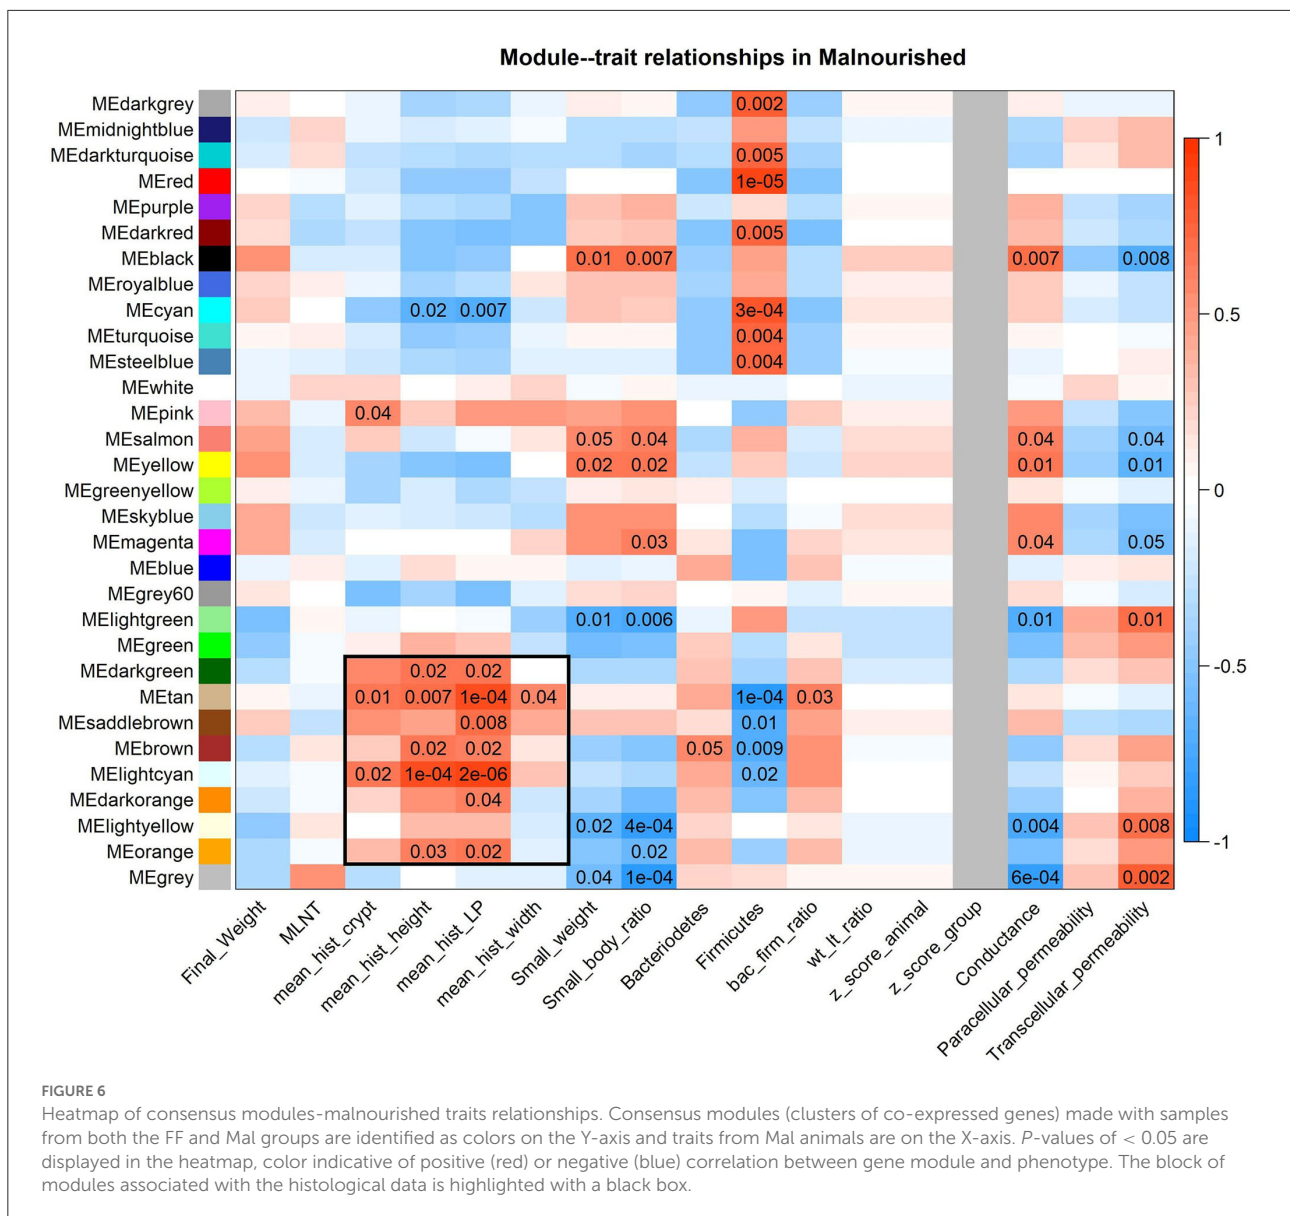 Module--trait relationships in Malnourished
MEdarkgrey 0.002
MEmidnightblue
MEdarkturquoise 0.005
MEred 1e-05
MEpurple
MEdarkred 0.005
MEblack 0.01 0.007 0.007 0.008
MEroyalblue
MEcyan 0.02 0.007 3e-04
MEturquoise 0.004
MEsteelblue 0.004
MEwhite
MEpink 0.04
MEsalmon 0.05 0.04 0.04 0.04
MEyellow 0.02 0.02 0.01 0.01
MEgreenyellow
MEskyblue
MEmagenta 0.03 0.04 0.05
MEblue
MEgrey60
MElightgreen 0.01 0.006 0.01 0.01
MEgreen
MEdarkgreen 0.02 0.02
MEtan 0.01 0.007 1e-04 0.04 1e-04 0.03
MEsaddlebrown 0.008 0.01
MEbrown 0.02 0.02 0.05 0.009
MElightcyan 0.02 1e-04 2e-06 0.02
MEdarkorange 0.04
MElightyellow 0.02 4e-04 0.004 0.008
MEorange 0.03 0.02 0.02
MEgrey 0.04 1e-04 6e-04 0.002
1
0.5
0
-0.5
-1
Final_Weight
MLNT
mean_hist_crypt
mean_hist_height
mean_hist_LP
mean_hist_width
Small_weight
Small_body_ratio
Bacteriodetes
Firmicutes
bac_firm_ratio
wt_lt_ratio
z_score_animal
z_score_group
Conductance
Paracellular_permeability
Transcellular_permeability
FIGURE 6
Heatmap of consensus modules-malnourished traits relationships. Consensus modules (clusters of co-expressed genes) made with samples
from both the FF and Mal groups are identified as colors on the Y-axis and traits from Mal animals are on the X-axis. P-values of < 0.05 are
displayed in the heatmap, color indicative of positive (red) or negative (blue) correlation between gene module and phenotype. The block of
modules associated with the histological data is highlighted with a black box.